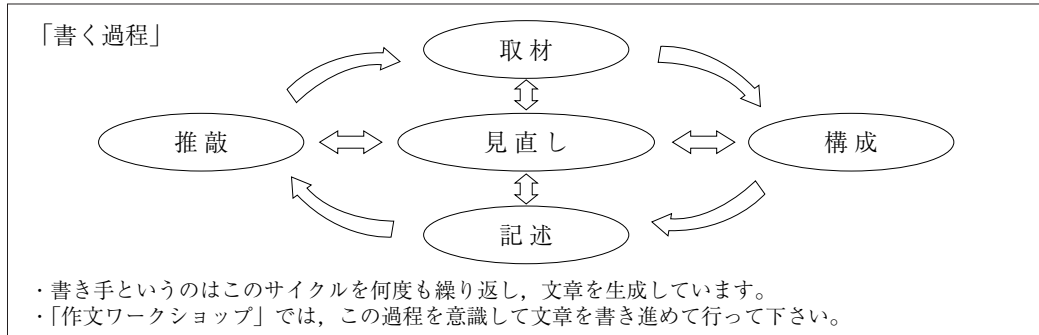 「書く過程」
取材
推敲
見直し
構成
記述
・書き手というのはこのサイクルを何度も繰り返し，文章を生成しています。
・「作文ワークショップ」では，この過程を意識して文章を書き進めて行って下さい。